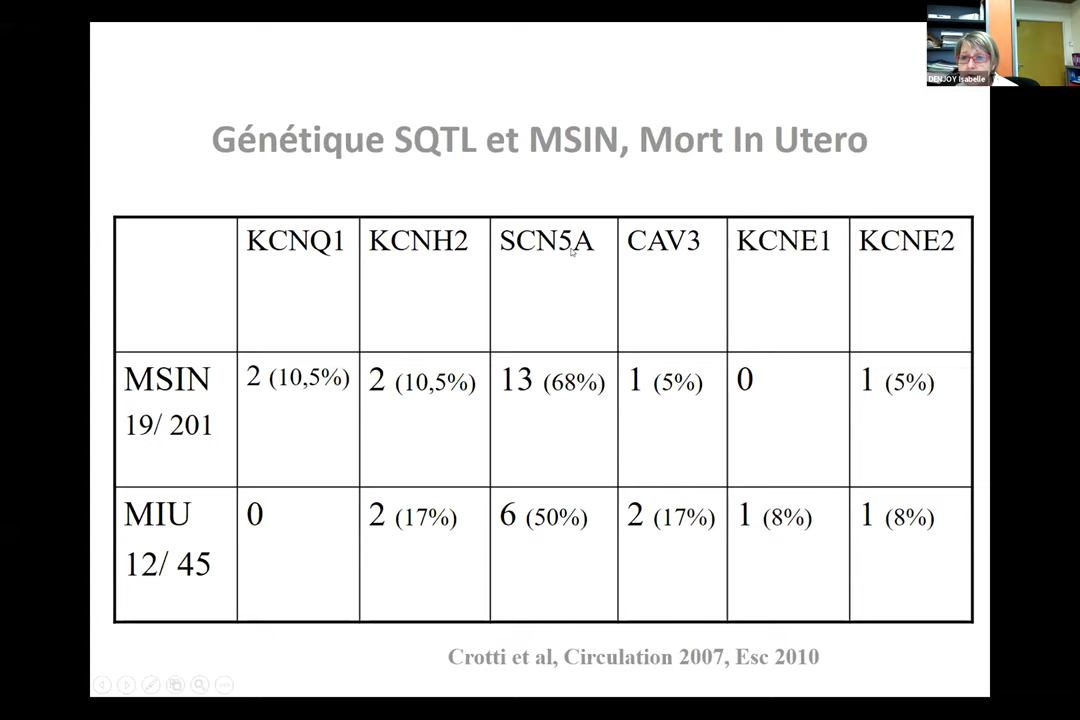 DENJOY Isabelle
Génétique SQTL et MSIN, Mort In Utero
KCNQ1 KCNH2 SCN5A CAV3 KCNE1 KCNE2
MSIN 2 (10,5%) 2 (10,5%) 13 (68%) 1 (5%) 0 1 (5%)
19/ 201
MIU 0 2 (17%) 6 (50%) 2 (17%) 1 (8%) 1 (8%)
12/ 45
Crotti et al, Circulation 2007, Esc 2010